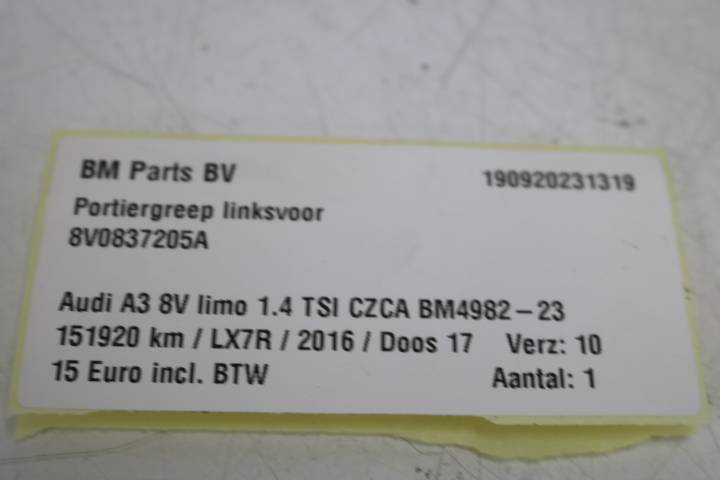 BM Parts BV 190920231319
Portiergreep linksvoor
8V0837205A
Audi A3 8V limo 1.4 TSI CZCA BM4982-23
151920 km / LX7R / 2016 / Doos 17 Verz: 10
15 Euro incl. BTW Aantal: 1